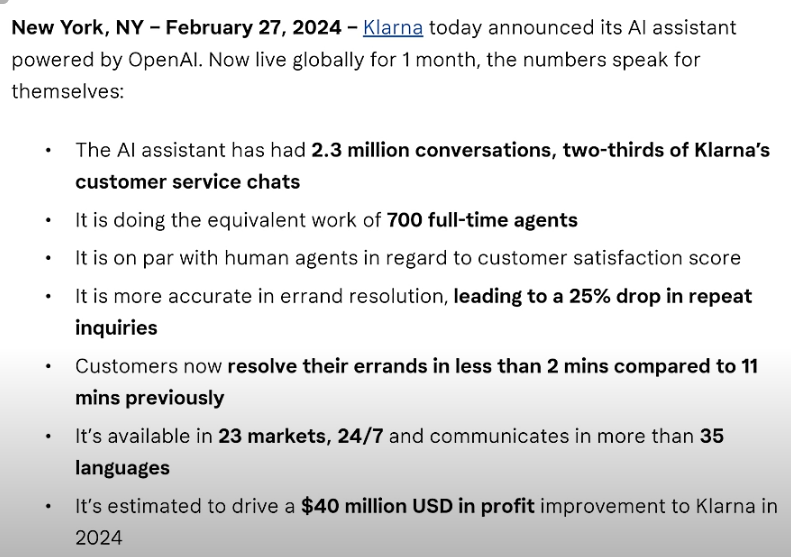 New York, NY – February 27, 2024 – Klarna today announced its AI assistant
powered by OpenAI. Now live globally for 1 month, the numbers speak for
themselves:
• The AI assistant has had 2.3 million conversations, two-thirds of Klarna's
customer service chats
• It is doing the equivalent work of 700 full-time agents
• It is on par with human agents in regard to customer satisfaction score
• It is more accurate in errand resolution, leading to a 25% drop in repeat
inquiries
• Customers now resolve their errands in less than 2 mins compared to 11
mins previously
• It's available in 23 markets, 24/7 and communicates in more than 35
languages
• It's estimated to drive a $40 million USD in profit improvement to Klarna in
2024